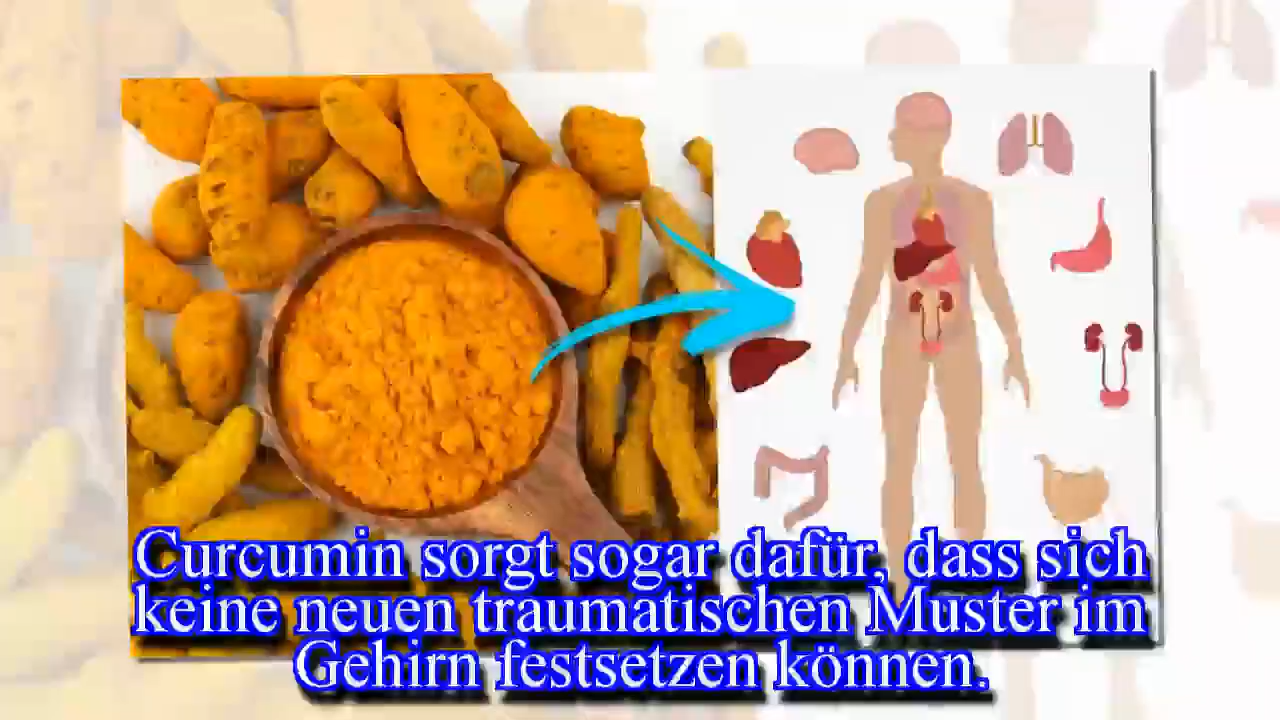 Curcumin sorgt sogar dafür, dass sich
keine neuen traumatischen Muster im
Gehirn festsetzen können.